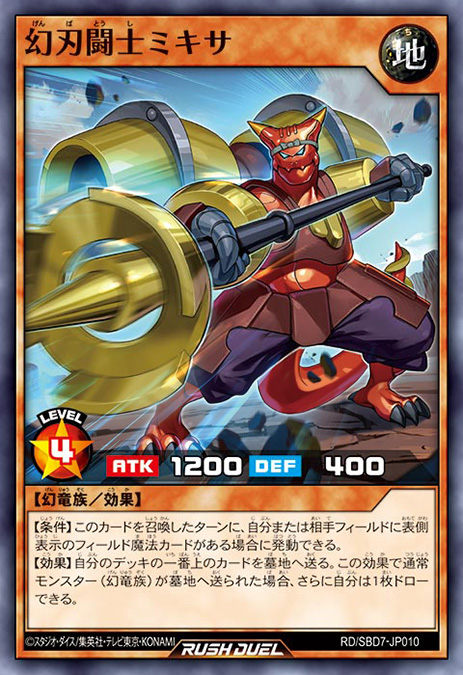 幻刃闘士ミキサ
地
LEVEL
4
ATK 1200 DEF 400
【幻竜族／効果】
【条件】このカードを召喚したターンに、自分または相手フィールドに表側
表示のフィールド魔法カードがある場合に発動できる。
【効果】自分のデッキの一番上のカードを墓地へ送る。この効果で通常
モンスター（幻竜族）が墓地へ送られた場合、さらに自分は1枚ドロー
できる。
©スタジオ・ダイス/集英社・テレビ東京・KONAMI RUSH DUEL RD/SBD7-JP010